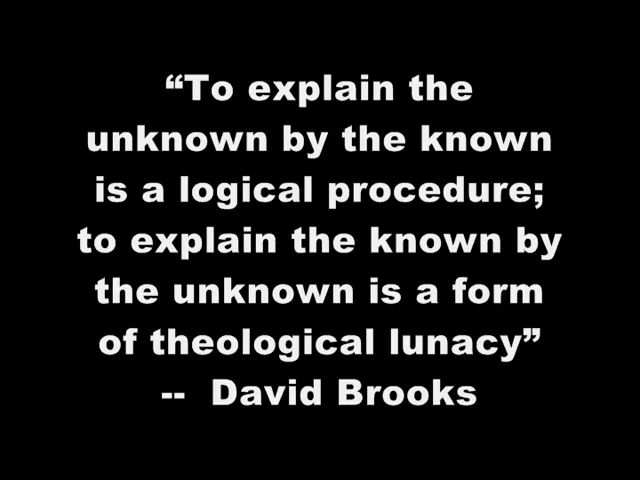 “To explain the
unknown by the known
is a logical procedure;
to explain the known by
the unknown is a form
of theological lunacy”
--  David Brooks